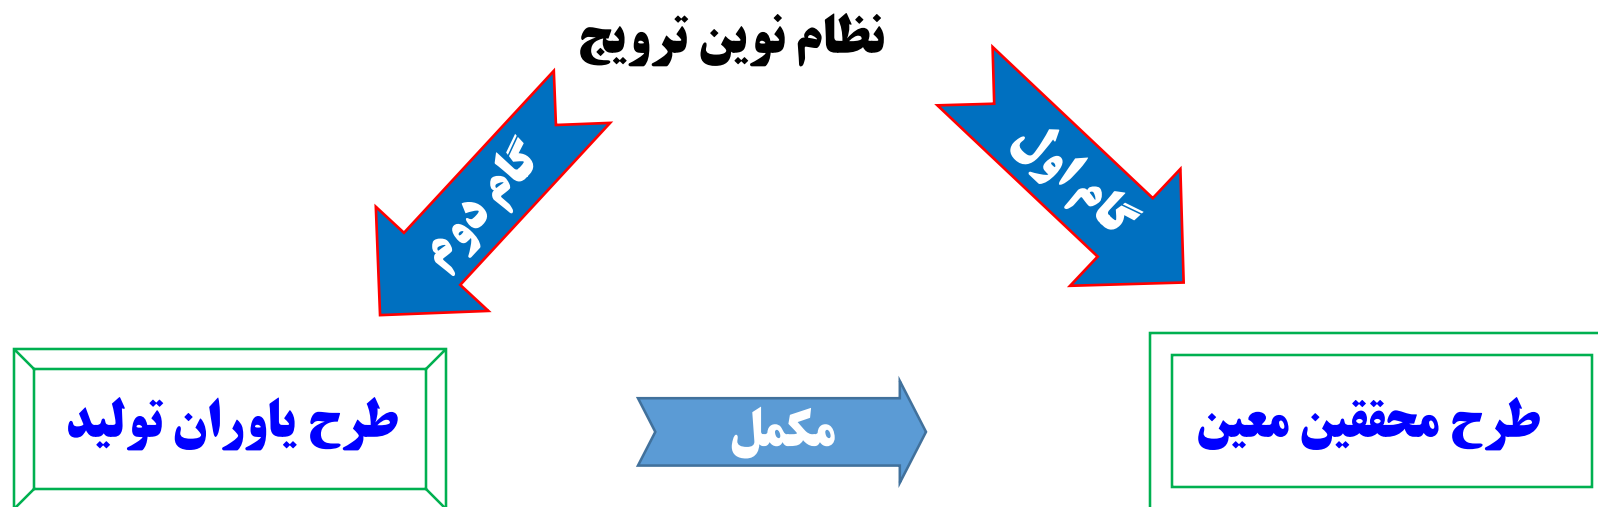 نظام نوین ترویج
گام اول
گام دوم
طرح محققین معین
مکمل
طرح یاوران تولید